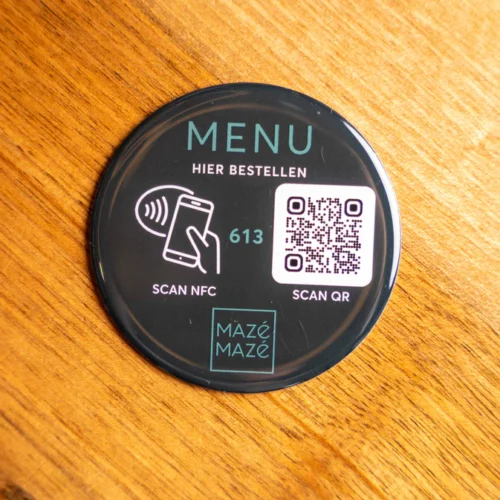 MENU
HIER BESTELLEN
613
SCAN NFC
SCAN QR
MAZé
MAZé